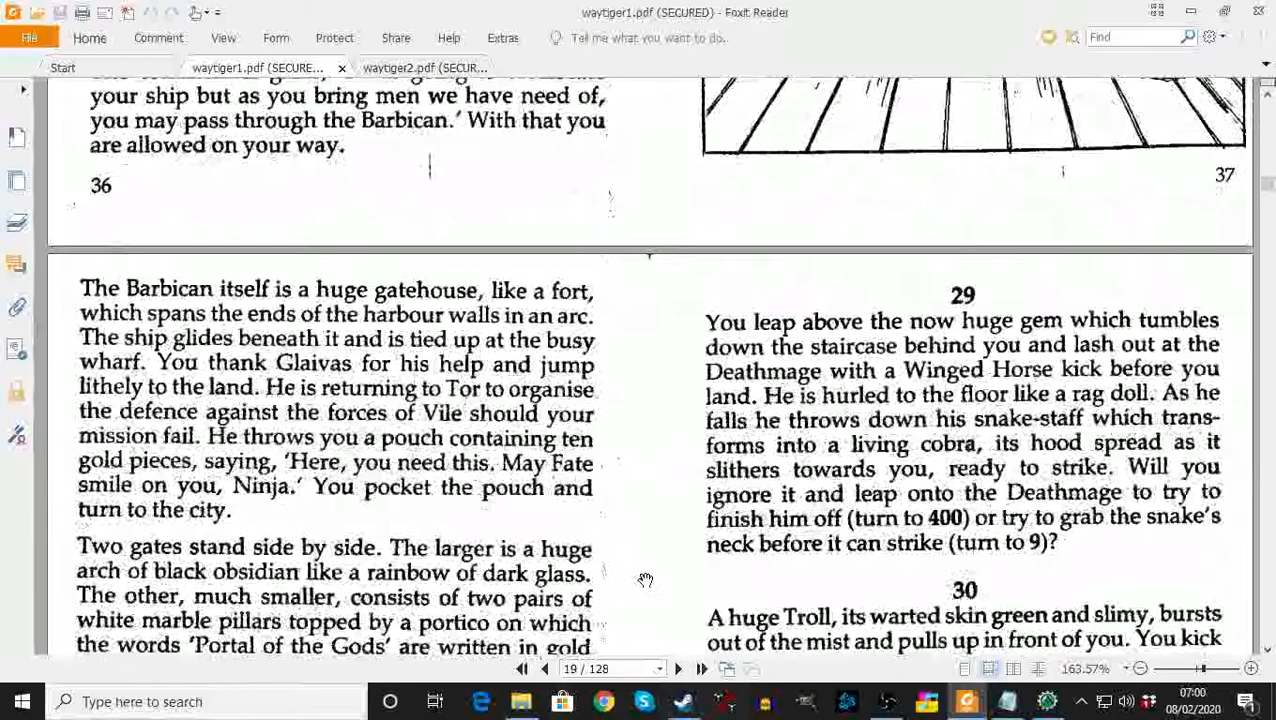 waytiger1.pdf (SECURED) - Foxit Reader
File
Home
Comment
View
Form
Protect
Share
Help
Extras
Tell me what you want to do..
Find
Start
waytiger1.pdf (SECURE...
waytiger2.pdf (SECUR...
your ship but as you bring men we have need of,
you may pass through the Barbican.' With that you
are allowed on your way.
36
37
The Barbican itself is a huge gatehouse, like a fort,
which spans the ends of the harbour walls in an arc.
The ship glides beneath it and is tied up at the busy
wharf. You thank Glaivas for his help and jump
lithely to the land. He is returning to Tor to organise
the defence against the forces of Vile should your
mission fail. He throws you a pouch containing ten
gold pieces, saying, 'Here, you need this. May Fate
smile on you, Ninja.' You pocket the pouch and
turn to the city.
Two gates stand side by side. The larger is a huge
arch of black obsidian like a rainbow of dark glass.
The other, much smaller, consists of two pairs of
white marble pillars topped by a portico on which
the words 'Portal of the Gods' are written in gold
29
You leap above the now huge gem which tumbles
down the staircase behind you and lash out at the
Deathmage with a Winged Horse kick before you
land. He is hurled to the floor like a rag doll. As he
falls he throws down his snake-staff which trans-
forms into a living cobra, its hood spread as it
slithers towards you, ready to strike. Will you
ignore it and leap onto the Deathmage to try to
finish him off (turn to 400) or try to grab the snake's
neck before it can strike (turn to 9)?
30
A huge Troll, its warted skin green and slimy, bursts
out of the mist and pulls up in front of you. You kick
19 / 128
163.57%
Type here to search
07:00
08/02/2020